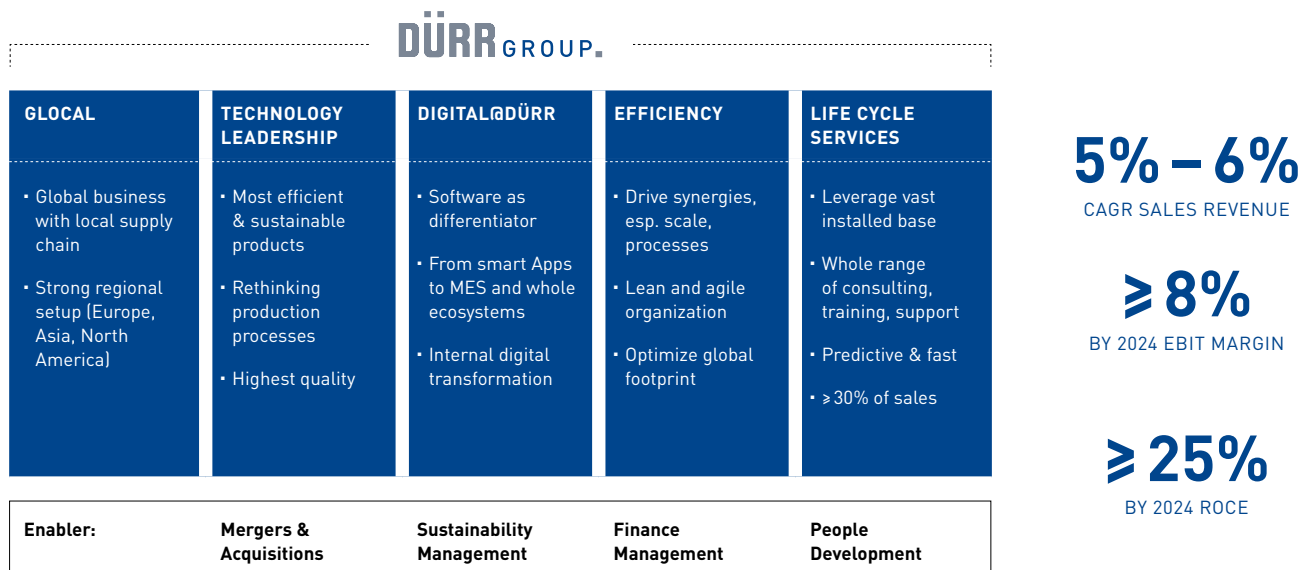 DÜRR GROUP.
GLOCAL
▪ Global business
with local supply
chain
▪ Strong regional
setup (Europe,
Asia, North
America)
TECHNOLOGY
LEADERSHIP
▪ Most efficient
& sustainable
products
▪ Rethinking
production
processes
▪ Highest quality
DIGITAL@DÜRR
▪ Software as
differentiator
▪ From smart Apps
to MES and whole
ecosystems
▪ Internal digital
transformation
EFFICIENCY
▪ Drive synergies,
esp. scale,
processes
▪ Lean and agile
organization
▪ Optimize global
footprint
LIFE CYCLE
SERVICES
▪ Leverage vast
installed base
▪ Whole range
of consulting,
training, support
▪ Predictive & fast
▪ ⩾30% of sales
5% – 6%
CAGR SALES REVENUE
⩾ 8%
BY 2024 EBIT MARGIN
⩾ 25%
BY 2024 ROCE
Enabler:
Mergers &
Acquisitions
Sustainability
Management
Finance
Management
People
Development